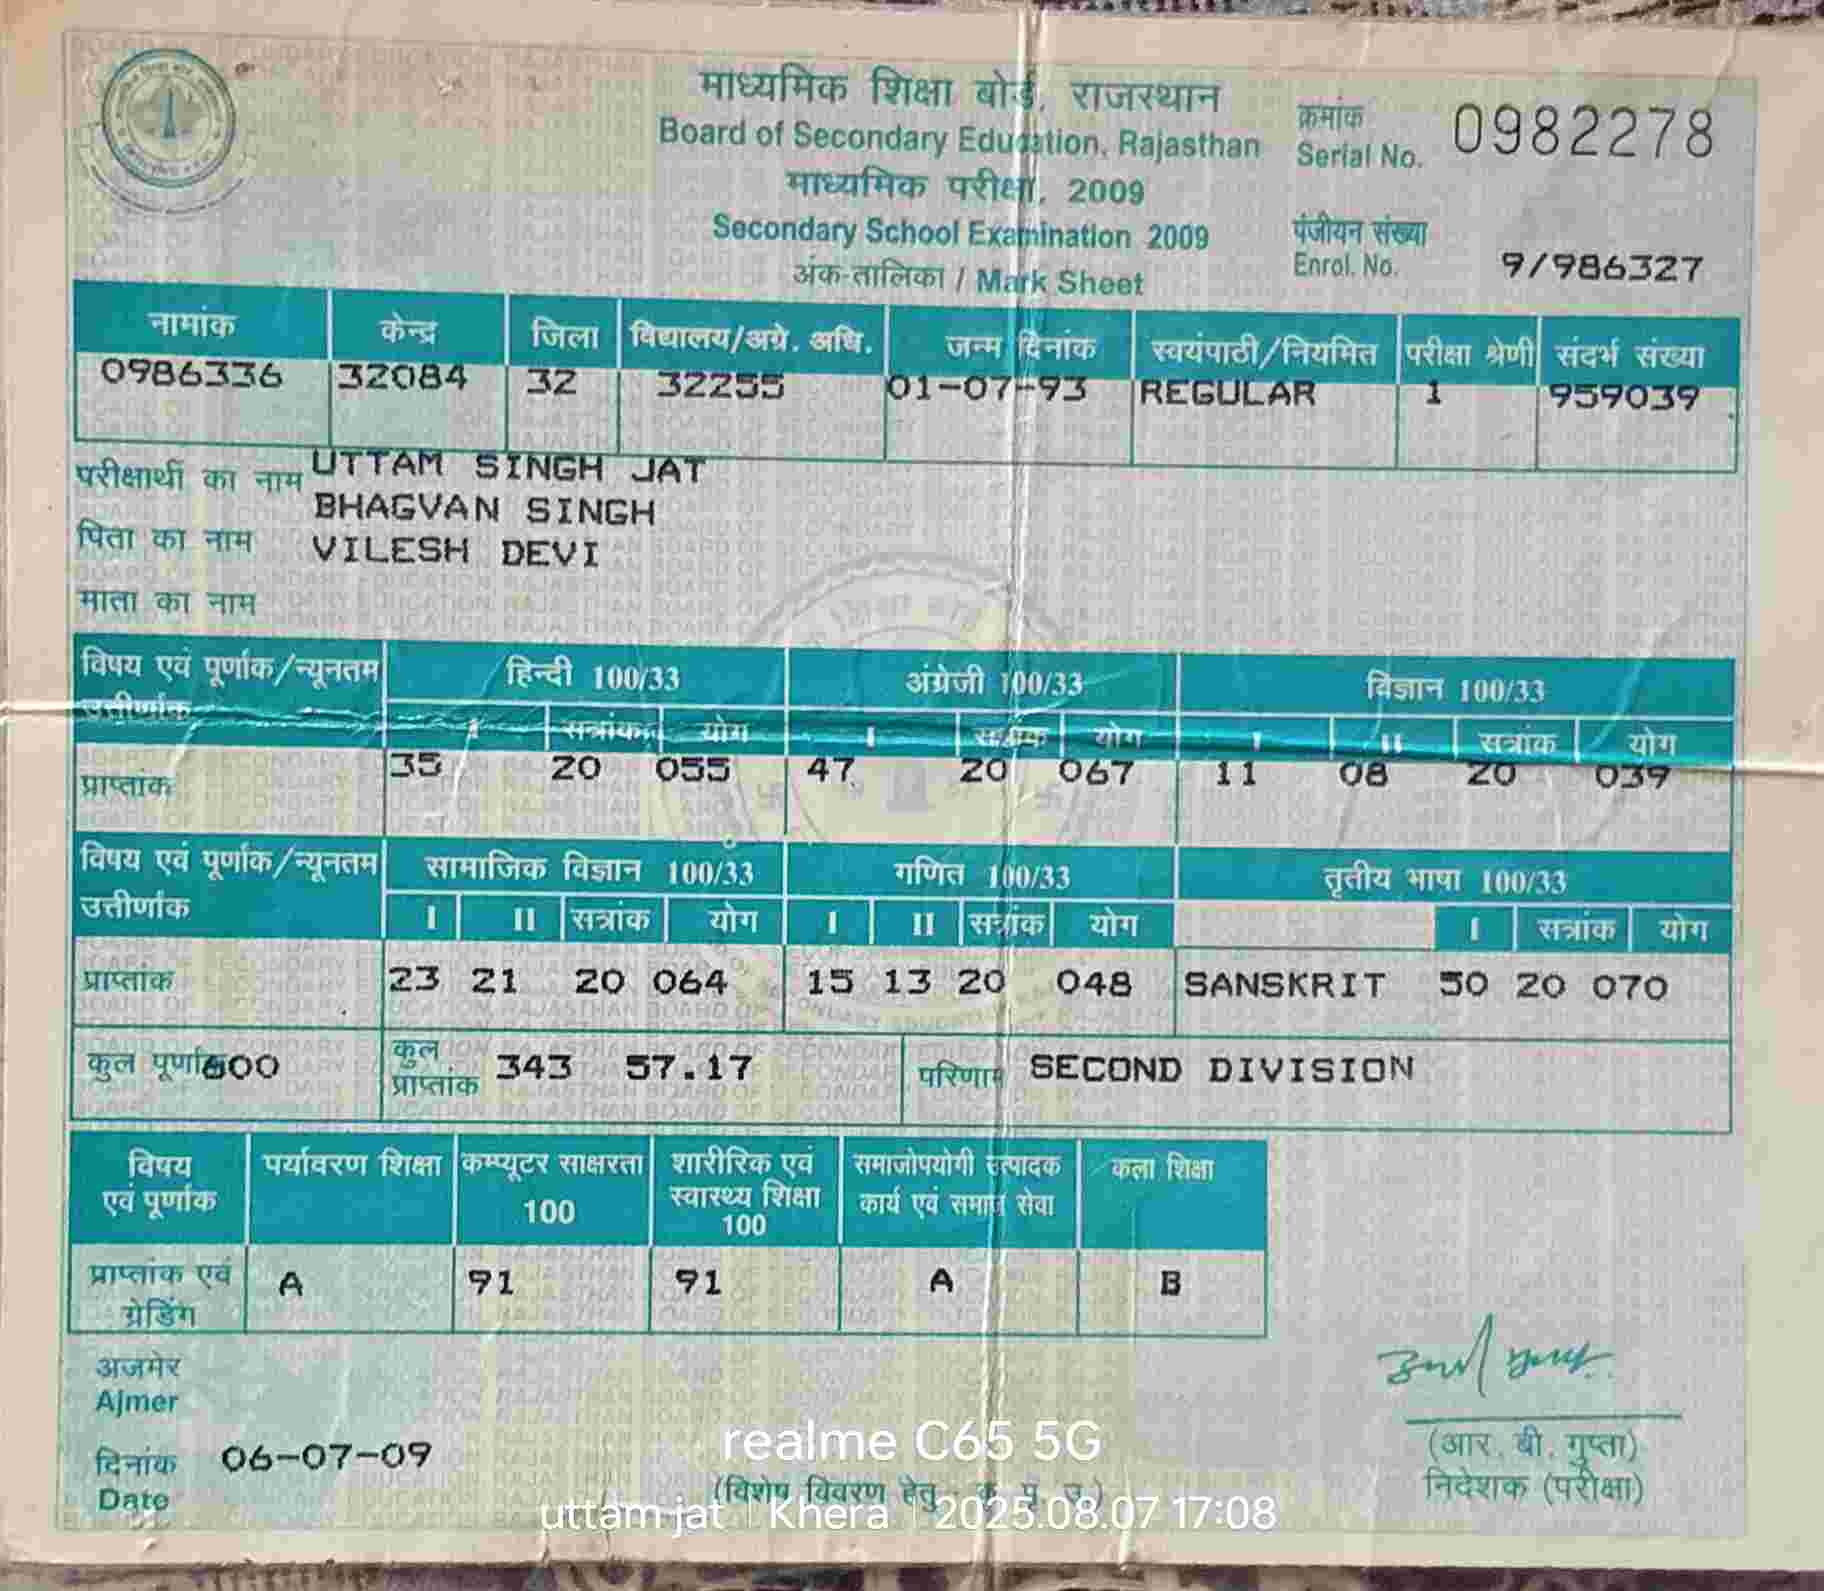 माध्यमिक शिक्षा बोर्ड, राजस्थान
Board of Secondary Education, Rajasthan
माध्यमिक परीक्षा, 2009
Secondary School Examination 2009
अंक-तालिका / Mark Sheet
क्रमांक
Serial No. 0982278
पंजीयन संख्या
Enrol. No. 9/986327
नामांक केन्द्र जिला विद्यालय/अग्रे. अधि. जन्म दिनांक स्वयंपाठी/नियमित परीक्षा श्रेणी संदर्भ संख्या
0986336 32084 32 32255 01-07-93 REGULAR 1 959039
परीक्षार्थी का नाम UTTAM SINGH JAT
BHAGVAN SINGH
पिता का नाम
VILESH DEVI
माता का नाम
विषय एवं पूर्णांक/न्यूनतम उत्तीर्णांक हिन्दी 100/33 अंग्रेजी 100/33 विज्ञान 100/33
I सत्रांक योग I सत्रांक योग I II सत्रांक योग
प्राप्तांक 35 20 055 47 20 067 11 08 20 039
विषय एवं पूर्णांक/न्यूनतम सामाजिक विज्ञान 100/33 गणित 100/33 तृतीय भाषा 100/33
उत्तीर्णांक I II सत्रांक योग I II सत्रांक योग I सत्रांक योग
प्राप्तांक 23 21 20 064 15 13 20 048 SANSKRIT 50 20 070
कुल पूर्णांक 600 कुल प्राप्तांक 343 57.17 परिणाम SECOND DIVISION
विषय एवं पूर्णांक पर्यावरण शिक्षा कम्प्यूटर साक्षरता 100 शारीरिक एवं स्वास्थ्य शिक्षा 100 समाजोपयोगी उत्पादक कार्य एवं समाज सेवा कला शिक्षा
प्राप्तांक एवं ग्रेडिंग A 91 91 A B
अजमेर
Ajmer
दिनांक 06-07-09
Date
(आर. बी. गुप्ता)
निदेशक (परीक्षा)
(विशेष विवरण हेतु
realme C65 5G
uttam jat | Khera | 2025.08.07 17:08